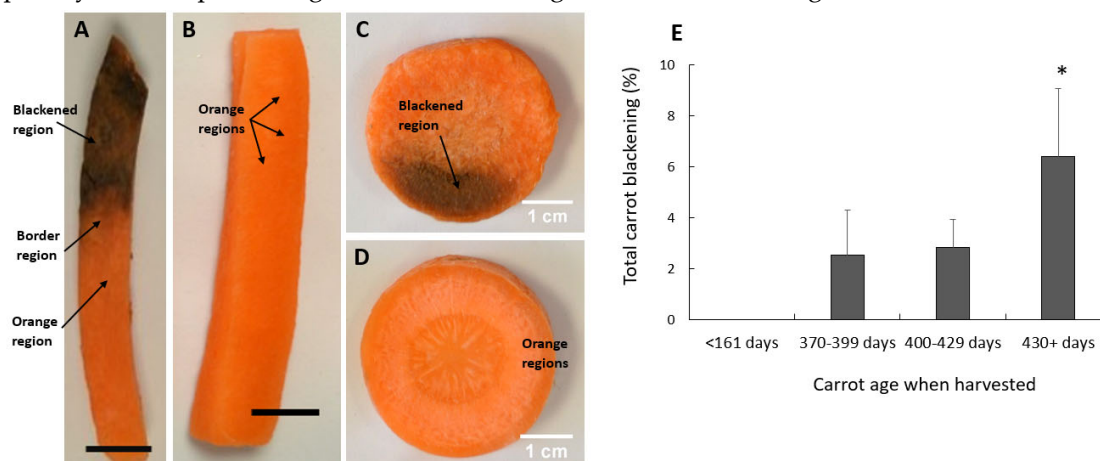 A
Blackened
region
Border
region
Orange
region
B
Orange
regions
C
Blackened
region
1 cm
D
Orange
regions
1 cm
E
Total carrot blackening (%)
10
8
6
4
2
0
*
<161 days 370-399 days 400-429 days 430+ days
Carrot age when harvested